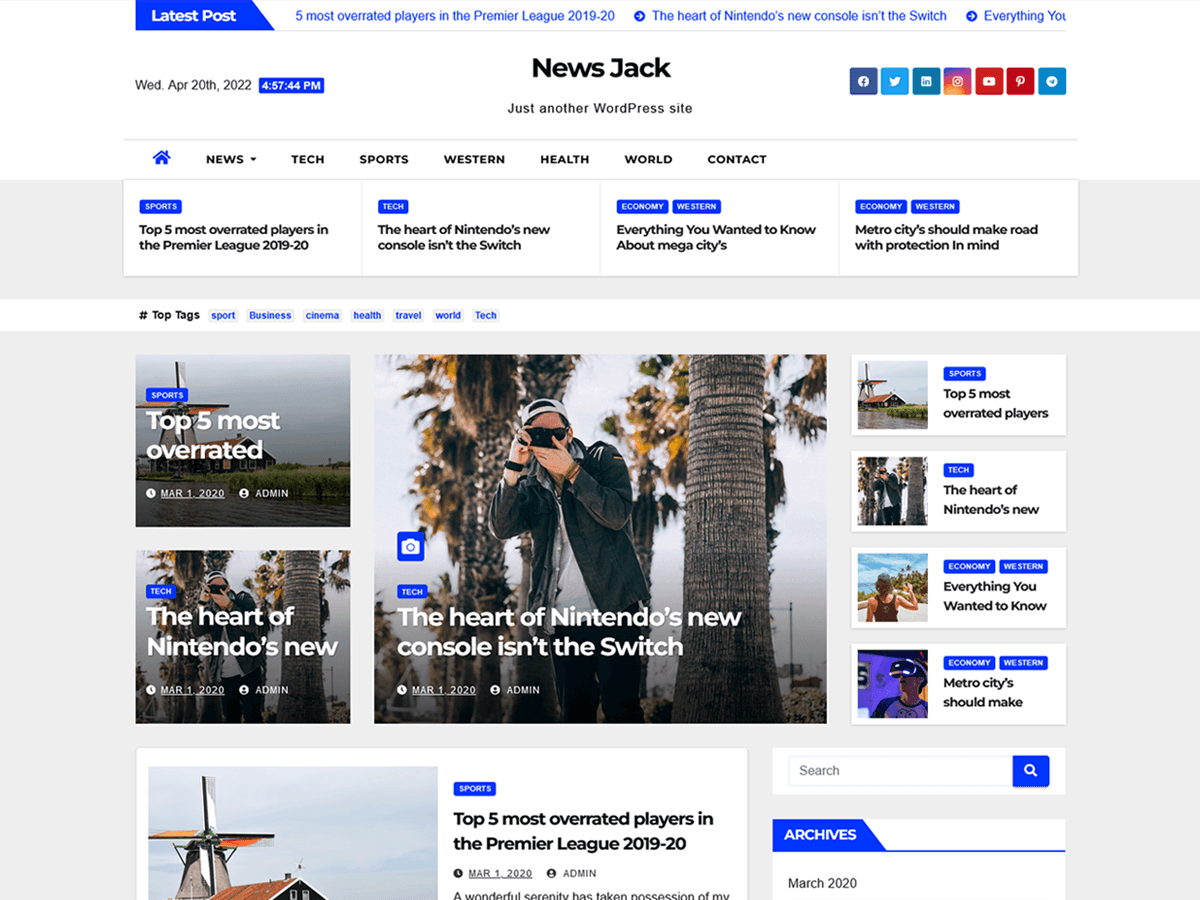 Latest Post
5 most overrated players in the Premier League 2019-20
The heart of Nintendo's new console isn't the Switch
Everything You
News Jack
Wed. Apr 20th, 2022 4:57:44 PM
Just another WordPress site
NEWS TECH SPORTS WESTERN HEALTH WORLD CONTACT
SPORTS
Top 5 most overrated players in
the Premier League 2019-20
TECH
The heart of Nintendo's new
console isn't the Switch
ECONOMY WESTERN
Everything You Wanted to Know
About mega city's
ECONOMY WESTERN
Metro city's should make road
with protection In mind
# Top Tags sport Business cinema health travel world Tech
SPORTS
Top 5 most
overrated
MAR 1, 2020 ADMIN
TECH
The heart of
Nintendo's new
MAR 1, 2020 ADMIN
TECH
The heart of Nintendo's new
console isn't the Switch
MAR 1, 2020 ADMIN
SPORTS
Top 5 most
overrated players
TECH
The heart of
Nintendo's new
ECONOMY WESTERN
Everything You
Wanted to Know
ECONOMY WESTERN
Metro city's
should make
SPORTS
Top 5 most overrated players in
the Premier League 2019-20
MAR 1, 2020 ADMIN
A wonderful serenity has taken possession of my
Search
ARCHIVES
March 2020